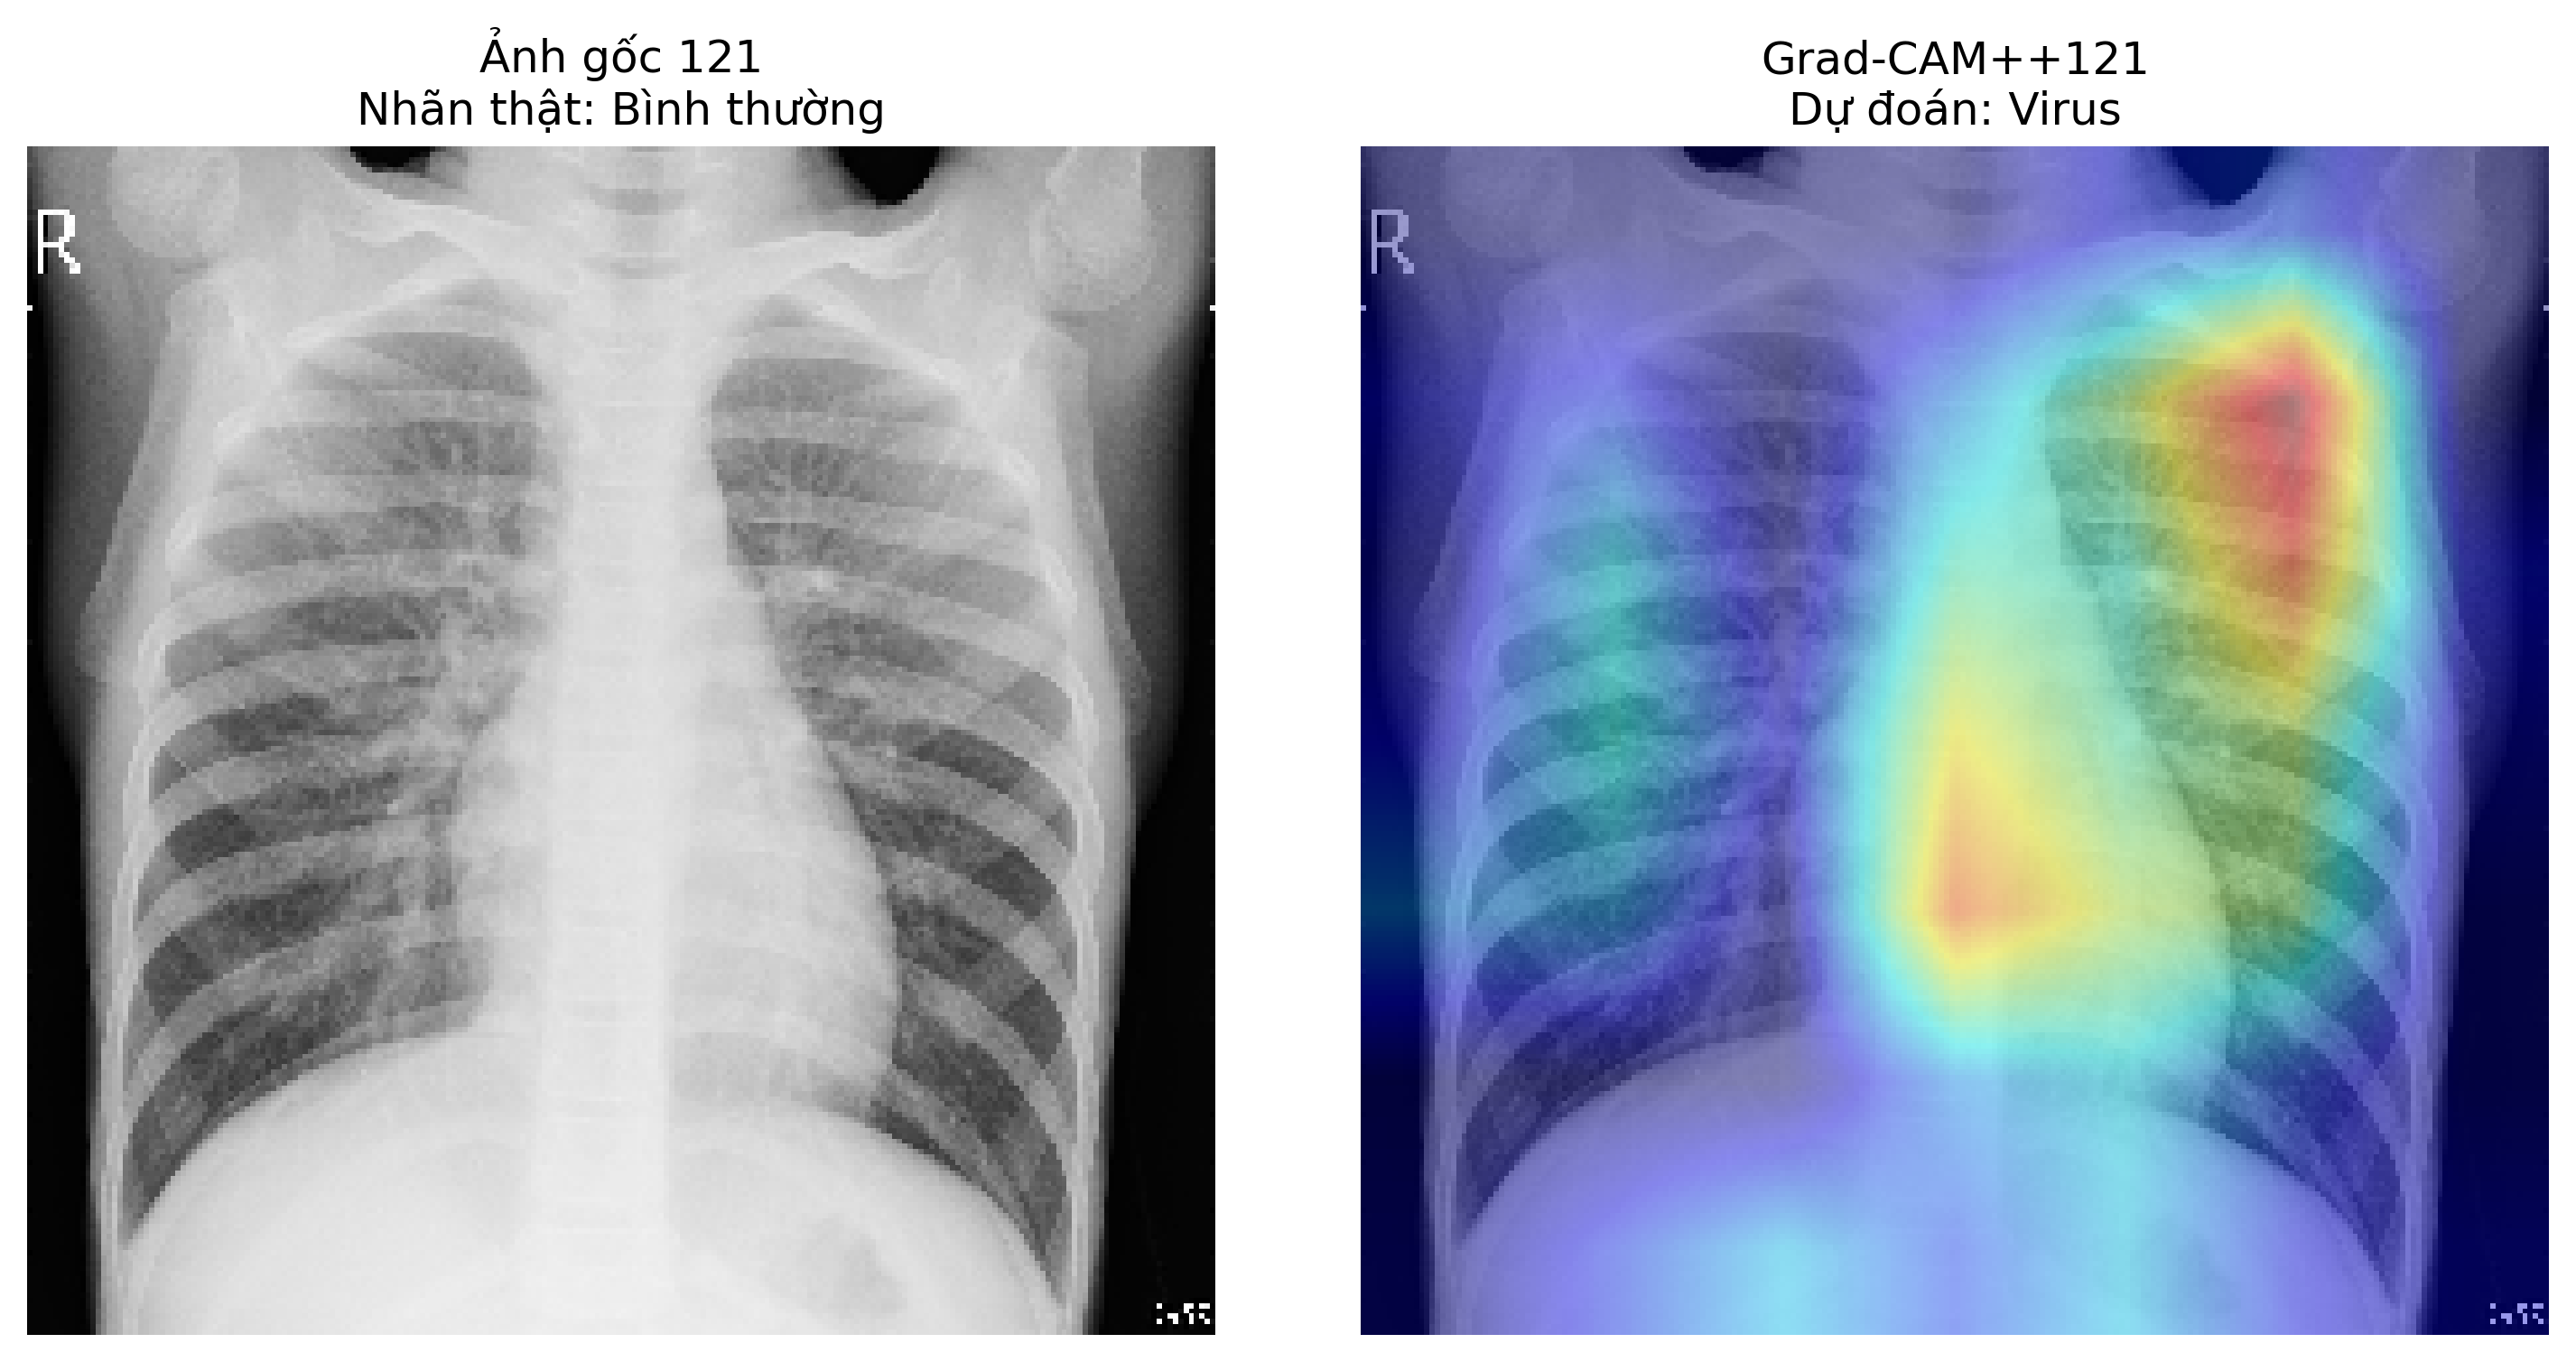 Ảnh gốc 121
Nhãn thật: Bình thường
Grad-CAM++121
Dự đoán: Virus
R
R